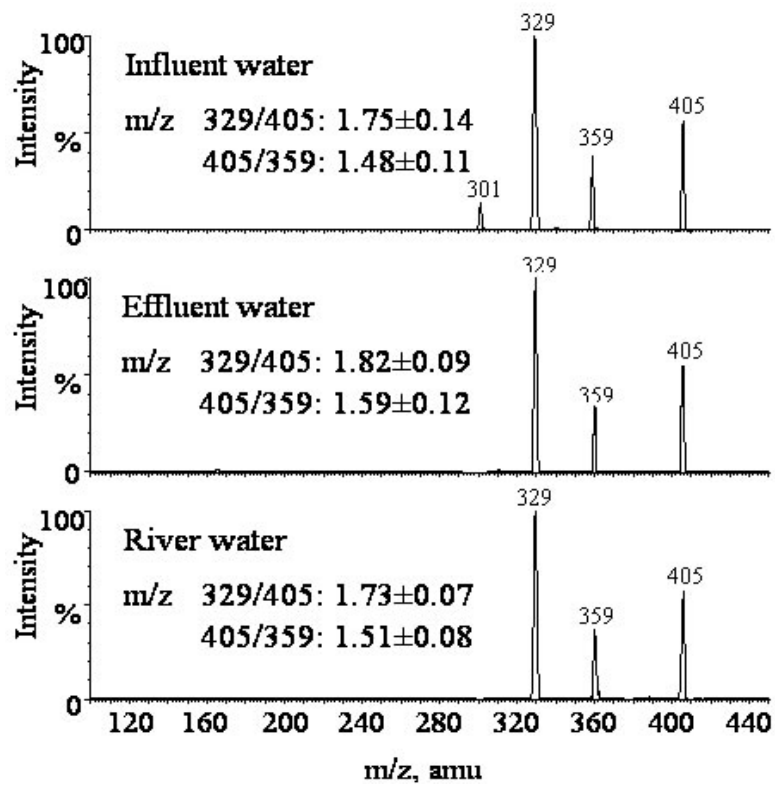 329
100
Influent water
405
Intensity
%
m/z 329/405: 1.75±0.14
359
405/359: 1.48±0.11
301
0
329
100
Effluent water
405
Intensity
%
m/z 329/405: 1.82±0.09
359
405/359: 1.59±0.12
0
329
100
River water
405
Intensity
%
m/z 329/405: 1.73±0.07
359
405/359: 1.51±0.08
0
120 160 200 240 280 320 360 400 440
m/z, amu